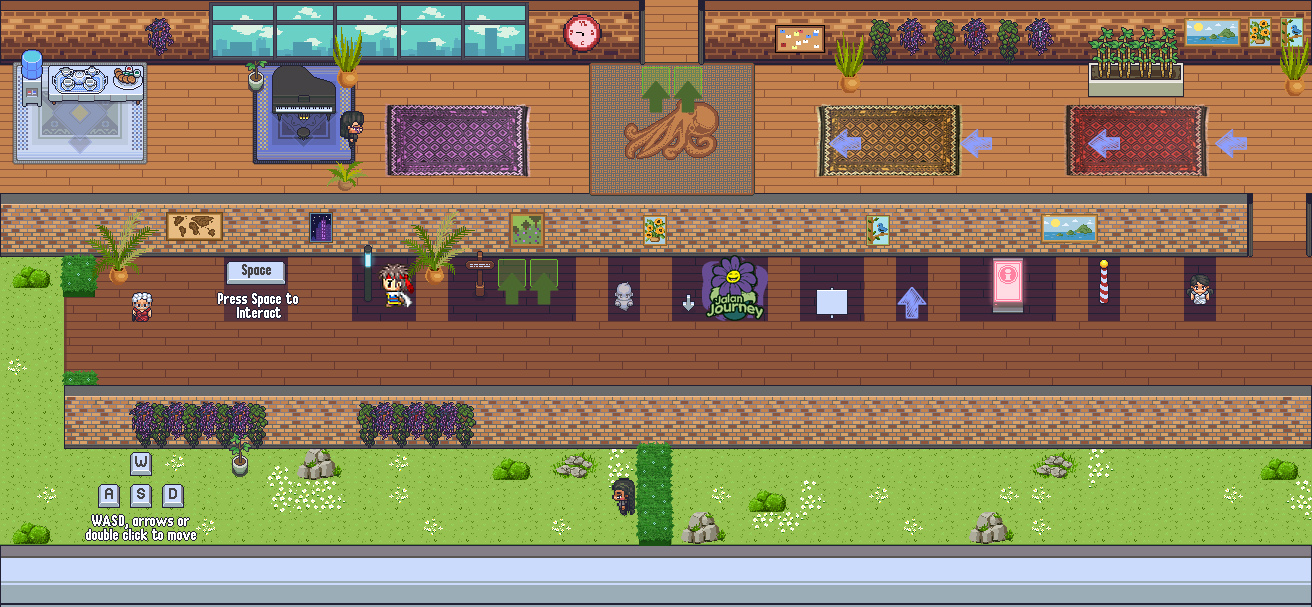 Space
Press Space to
Interact
Jalan
Journey
W
A S D
WASD, arrows or
double click to move